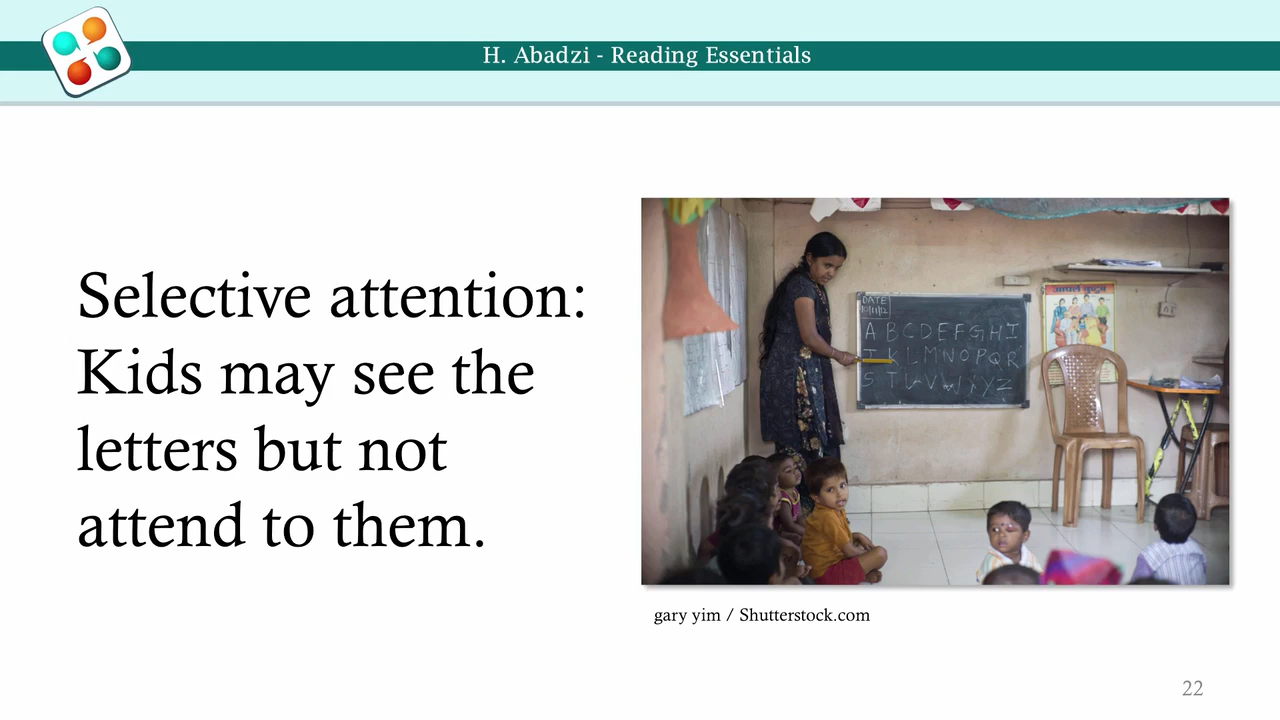 H. Abadzi - Reading Essentials
Selective attention:
Kids may see the
letters but not
attend to them.
DATE
A B C D E F G H I
J K L M N O P Q R
S T U V W X Y Z
आपले कुटुंब
gary yim / Shutterstock.com
22